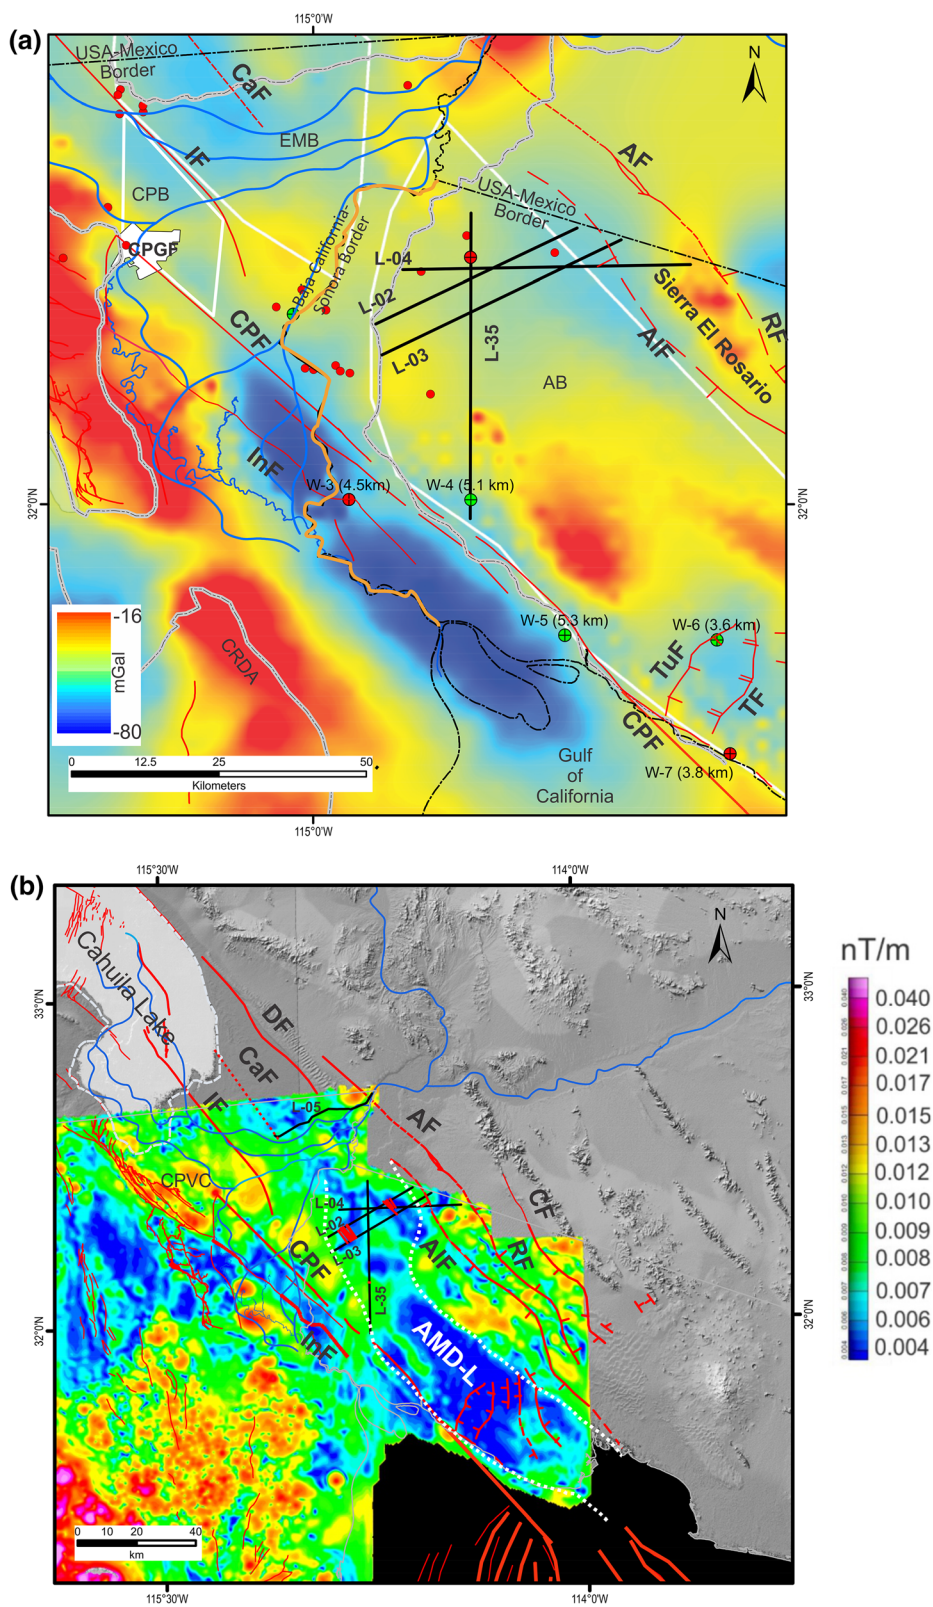 (a)
115°0'W
USA-Mexico
Border
CaF
N
EMB
IF
AF
CPB
USA-Mexico
Border
CPGF
Baja California-
Sonora Border
L-04
L-02
L-03
L-35
CPF
Sierra El Rosario
RF
AIF
AB
InF
W-3 (4.5km)
W-4 (5.1 km)
32°0'N
32°0'N
W-5 (5.3 km)
W-6 (3.6 km)
-16
mGal
-80
CRDA
TuF
TF
CPF
W-7 (3.8 km)
Gulf
of
California
0 12.5 25 50
Kilometers
115°0'W
(b)
115°30'W
114°0'W
N
Cahuila Lake
33°0'N
33°0'N
DF
CaF
IF
L-05
AF
CPVC
CF
L-04
L-02
L-03
L-35
CPF
AIF
RF
InF
AMD-L
32°0'N
32°0'N
0 10 20 40
km
115°30'W
114°0'W
nT/m
0.040
0.026
0.021
0.017
0.015
0.013
0.012
0.010
0.009
0.008
0.007
0.006
0.004